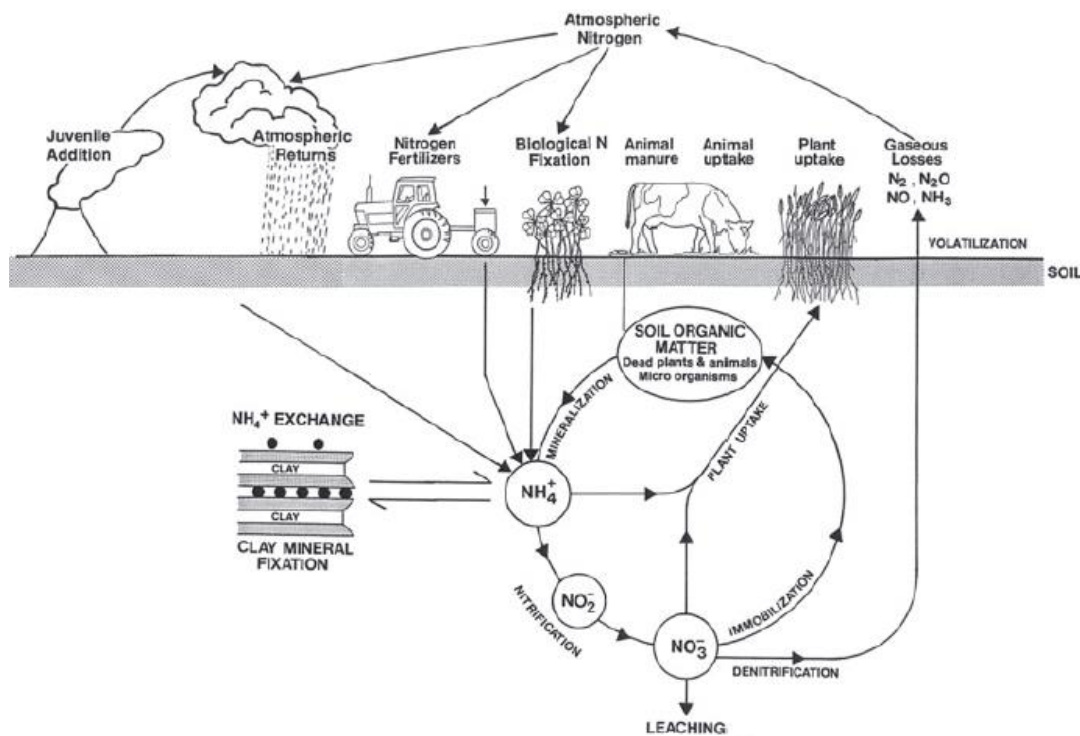 Atmospheric
Nitrogen
Juvenile
Addition
Atmospheric
Returns
Nitrogen
Fertilizers
Biological N
Fixation
Animal
manure
Animal
uptake
Plant
uptake
Gaseous
Losses
N₂ , N₂O
NO, NH₃
VOLATILIZATION
SOIL
SOIL ORGANIC
MATTER
Dead plants & animals
Micro organisms
MINERALIZATION
PLANT UPTAKE
NH₄⁺ EXCHANGE
CLAY
CLAY
CLAY MINERAL
FIXATION
NH₄⁺
NITRIFICATION
NO₂⁻
NO₃⁻
IMMOBILIZATION
DENITRIFICATION
LEACHING